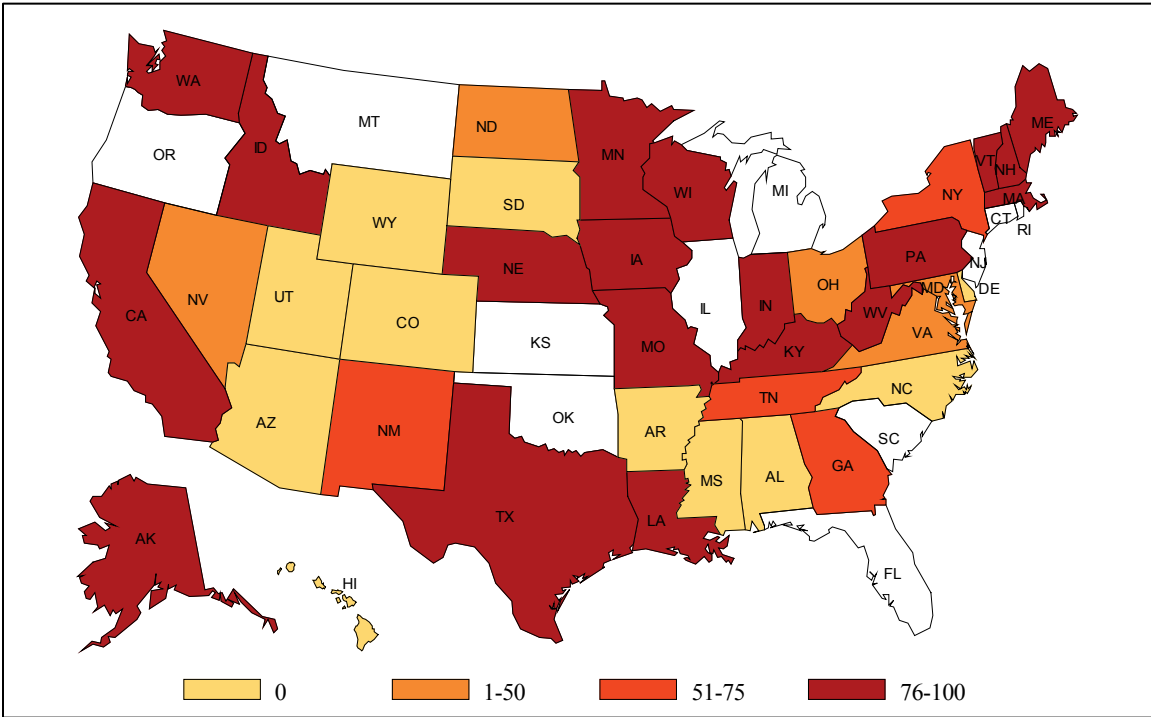 WA
MT
ND
OR
ID
MN
WI
MI
ME
VT
NH
NY
MA
CT
RI
WY
SD
NE
IA
PA
NJ
DE
NV
UT
CO
KS
IL
IN
OH
MD
WV
VA
CA
MO
KY
NC
AZ
NM
OK
AR
TN
SC
MS
AL
GA
TX
LA
AK
HI
FL
0
1-50
51-75
76-100